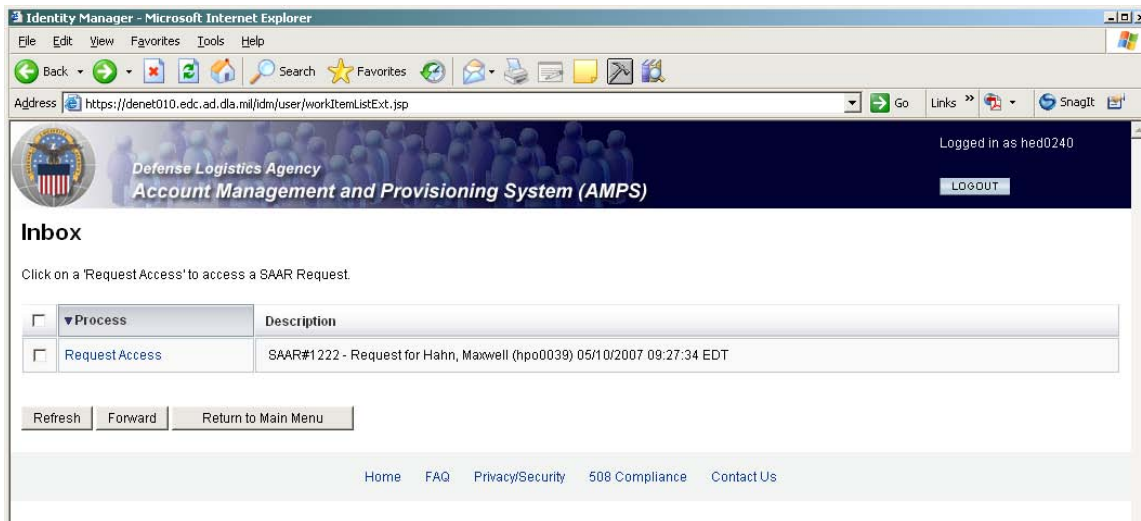 Identity Manager - Microsoft Internet Explorer
File Edit View Favorites Tools Help
Back Search Favorites
Address https://denet010.edc.ad.dla.mil/idm/user/workItemListExt.jsp Go Links » SnagIt
Logged in as hed0240
Defense Logistics Agency
Account Management and Provisioning System (AMPS)
LOGOUT
Inbox
Click on a 'Request Access' to access a SAAR Request.
▼Process Description
Request Access SAAR#1222 - Request for Hahn, Maxwell (hpo0039) 05/10/2007 09:27:34 EDT
Refresh Forward Return to Main Menu
Home FAQ Privacy/Security 508 Compliance Contact Us